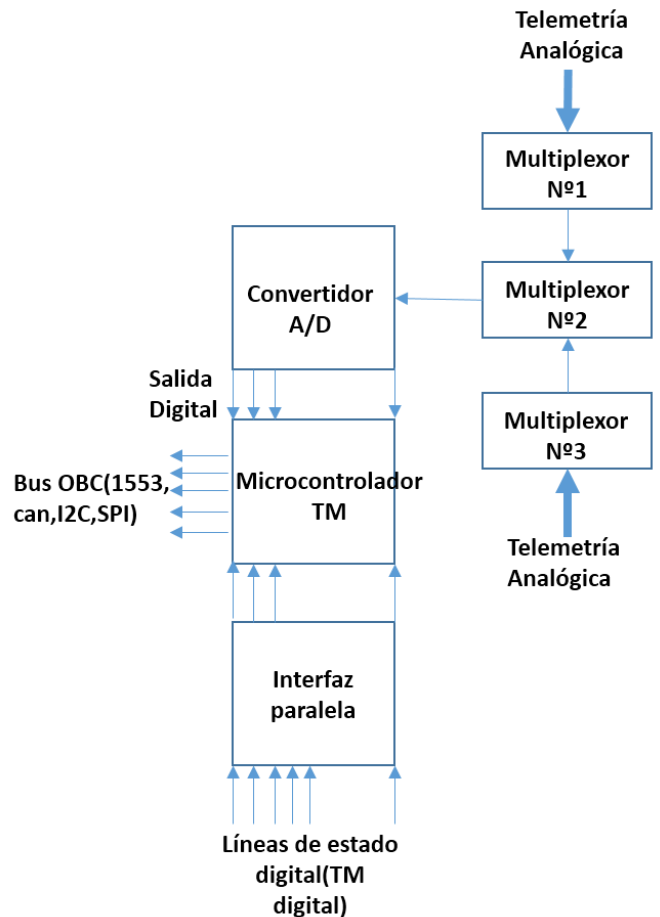 Telemetría
Analógica
Multiplexor
Nº1
Convertidor
A/D
Multiplexor
Nº2
Salida
Digital
Multiplexor
Nº3
Bus OBC(1553,
can,I2C,SPI)
Microcontrolador
TM
Telemetría
Analógica
Interfaz
paralela
Líneas de estado
digital(TM
digital)